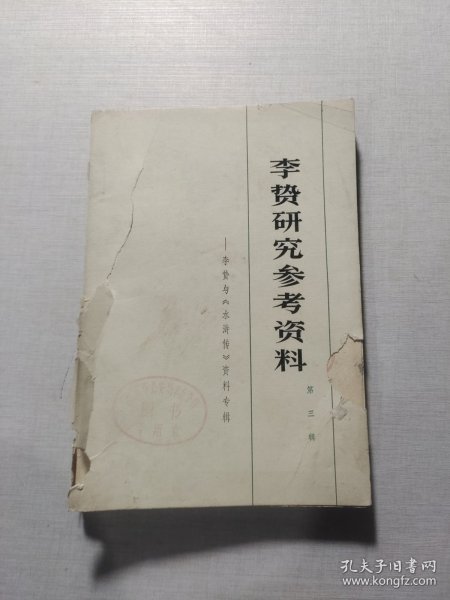 李贽研究参考资料
第三辑
——李贽与《水浒传》资料专辑
孔夫子旧书网
www.kongfz.com